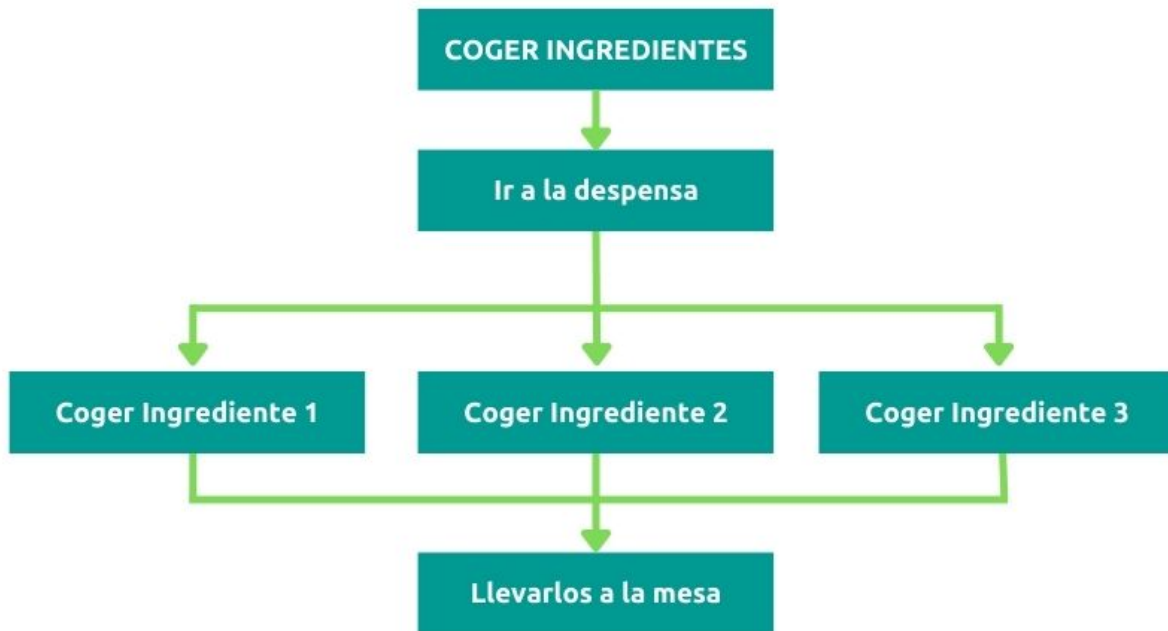 COGER INGREDIENTES
Ir a la despensa
Coger Ingrediente 1
Coger Ingrediente 2
Coger Ingrediente 3
Llevarlos a la mesa